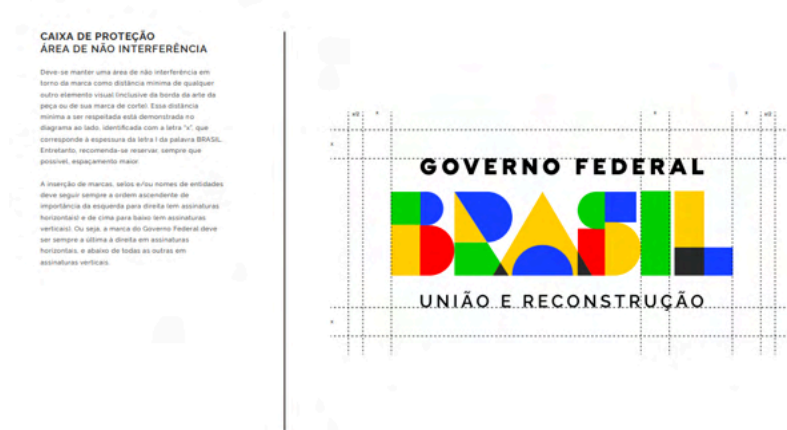 CAIXA DE PROTEÇÃO
ÁREA DE NÃO INTERFERÊNCIA
Deve-se manter uma área de não interferência em
torno da marca como distância mínima de qualquer
outro elemento visual (inclusive da borda da arte da
peça ou de sua marca de corte). Essa distância
mínima a ser respeitada está demonstrada no
diagrama ao lado, identificada com a letra "x", que
corresponde à espessura da letra I da palavra BRASIL.
Entretanto, recomenda-se reservar, sempre que
possível, espaçamento maior.
A inserção de marcas, selos e/ou nomes de entidades
deve seguir sempre a ordem ascendente de
importância da esquerda para direita (em assinaturas
horizontais) e de cima para baixo (em assinaturas
verticais). Ou seja, a marca do Governo Federal deve
ser sempre a última à direita em assinaturas
horizontais, e abaixo de todas as outras em
assinaturas verticais.
x x x
x
GOVERNO FEDERAL
BRASIL
UNIÃO E RECONSTRUÇÃO
x